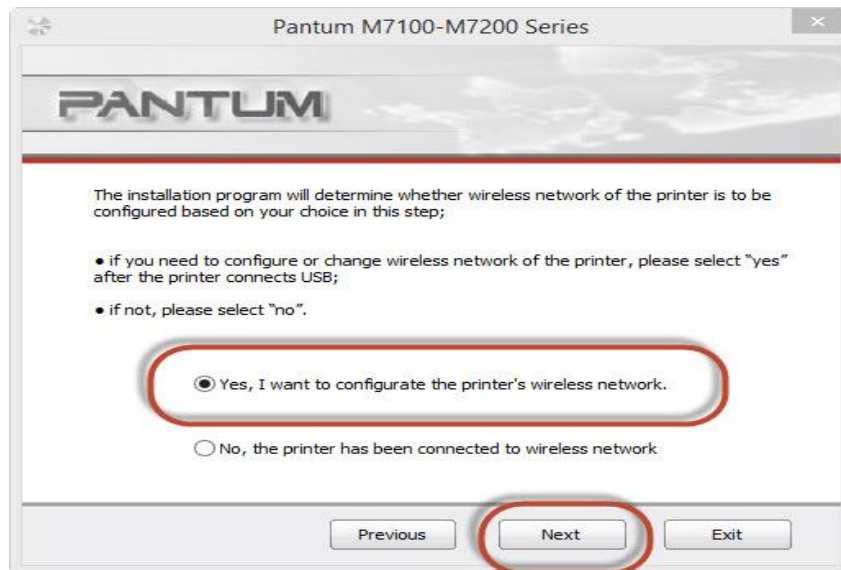 Pantum M7100-M7200 Series
PANTUM
The installation program will determine whether wireless network of the printer is to be
configured based on your choice in this step;
• if you need to configure or change wireless network of the printer, please select “yes”
after the printer connects USB;
• if not, please select “no”.
Yes, I want to configurate the printer's wireless network.
No, the printer has been connected to wireless network
Previous Next Exit